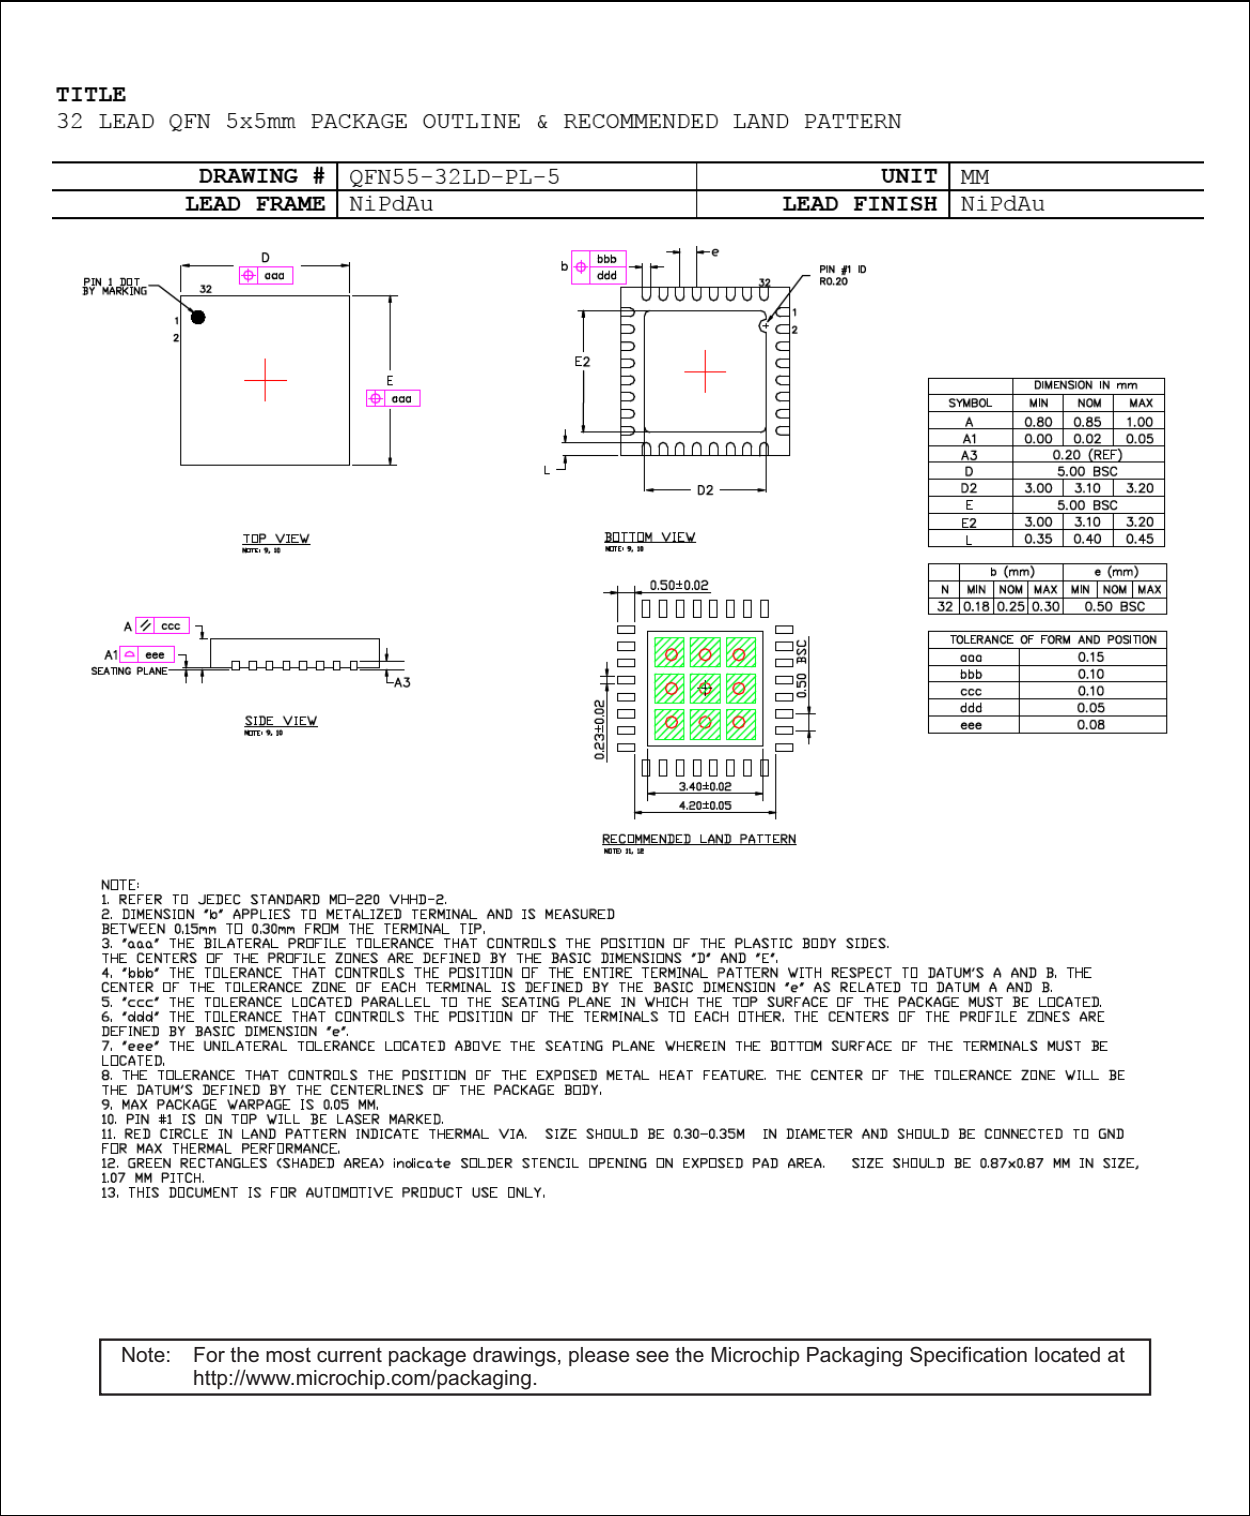 TITLE
32 LEAD QFN 5x5mm PACKAGE OUTLINE & RECOMMENDED LAND PATTERN
DRAWING # QFN55-32LD-PL-5 UNIT MM
LEAD FRAME NiPdAu LEAD FINISH NiPdAu
D
aaa
PIN 1 DOT
BY MARKING
32
1
2
E
aaa
TOP VIEW
NOTE: 9, 10
b
bbb
ddd
e
PIN #1 ID
R0.20
32
1
2
E2
L
D2
BOTTOM VIEW
NOTE: 9, 10
DIMENSION IN mm
SYMBOL MIN NOM MAX
A 0.80 0.85 1.00
A1 0.00 0.02 0.05
A3 0.20 (REF)
D 5.00 BSC
D2 3.00 3.10 3.20
E 5.00 BSC
E2 3.00 3.10 3.20
L 0.35 0.40 0.45
b (mm) e (mm)
N MIN NOM MAX MIN NOM MAX
32 0.18 0.25 0.30 0.50 BSC
TOLERANCE OF FORM AND POSITION
aaa 0.15
bbb 0.10
ccc 0.10
ddd 0.05
eee 0.08
A ccc
A1 eee
SEATING PLANE
A3
SIDE VIEW
NOTE: 9, 10
0.50±0.02
0.50 BSC
0.23±0.02
3.40±0.02
4.20±0.05
RECOMMENDED LAND PATTERN
NOTE: 11, 12
NOTE:
1. REFER TO JEDEC STANDARD MO-220 VHHD-2.
2. DIMENSION "b" APPLIES TO METALIZED TERMINAL AND IS MEASURED
BETWEEN 0.15mm TO 0.30mm FROM THE TERMINAL TIP.
3. "aaa" THE BILATERAL PROFILE TOLERANCE THAT CONTROLS THE POSITION OF THE PLASTIC BODY SIDES.
THE CENTERS OF THE PROFILE ZONES ARE DEFINED BY THE BASIC DIMENSIONS "D" AND "E".
4. "bbb" THE TOLERANCE THAT CONTROLS THE POSITION OF THE ENTIRE TERMINAL PATTERN WITH RESPECT TO DATUM'S A AND B. THE
CENTER OF THE TOLERANCE ZONE OF EACH TERMINAL IS DEFINED BY THE BASIC DIMENSION "e" AS RELATED TO DATUM A AND B.
5. "ccc" THE TOLERANCE LOCATED PARALLEL TO THE SEATING PLANE IN WHICH THE TOP SURFACE OF THE PACKAGE MUST BE LOCATED.
6. "ddd" THE TOLERANCE THAT CONTROLS THE POSITION OF THE TERMINALS TO EACH OTHER. THE CENTERS OF THE PROFILE ZONES ARE
DEFINED BY BASIC DIMENSION "e".
7. "eee" THE UNILATERAL TOLERANCE LOCATED ABOVE THE SEATING PLANE WHEREIN THE BOTTOM SURFACE OF THE TERMINALS MUST BE
LOCATED.
8. THE TOLERANCE THAT CONTROLS THE POSITION OF THE EXPOSED METAL HEAT FEATURE. THE CENTER OF THE TOLERANCE ZONE WILL BE
THE DATUM'S DEFINED BY THE CENTERLINES OF THE PACKAGE BODY.
9. MAX PACKAGE WARPAGE IS 0.05 MM.
10. PIN #1 IS ON TOP WILL BE LASER MARKED.
11. RED CIRCLE IN LAND PATTERN INDICATE THERMAL VIA. SIZE SHOULD BE 0.30-0.35M IN DIAMETER AND SHOULD BE CONNECTED TO GND
FOR MAX THERMAL PERFORMANCE.
12. GREEN RECTANGLES (SHADED AREA) indicate SOLDER STENCIL OPENING ON EXPOSED PAD AREA. SIZE SHOULD BE 0.87x0.87 MM IN SIZE,
1.07 MM PITCH.
13. THIS DOCUMENT IS FOR AUTOMOTIVE PRODUCT USE ONLY.
Note: For the most current package drawings, please see the Microchip Packaging Specification located at
http://www.microchip.com/packaging.